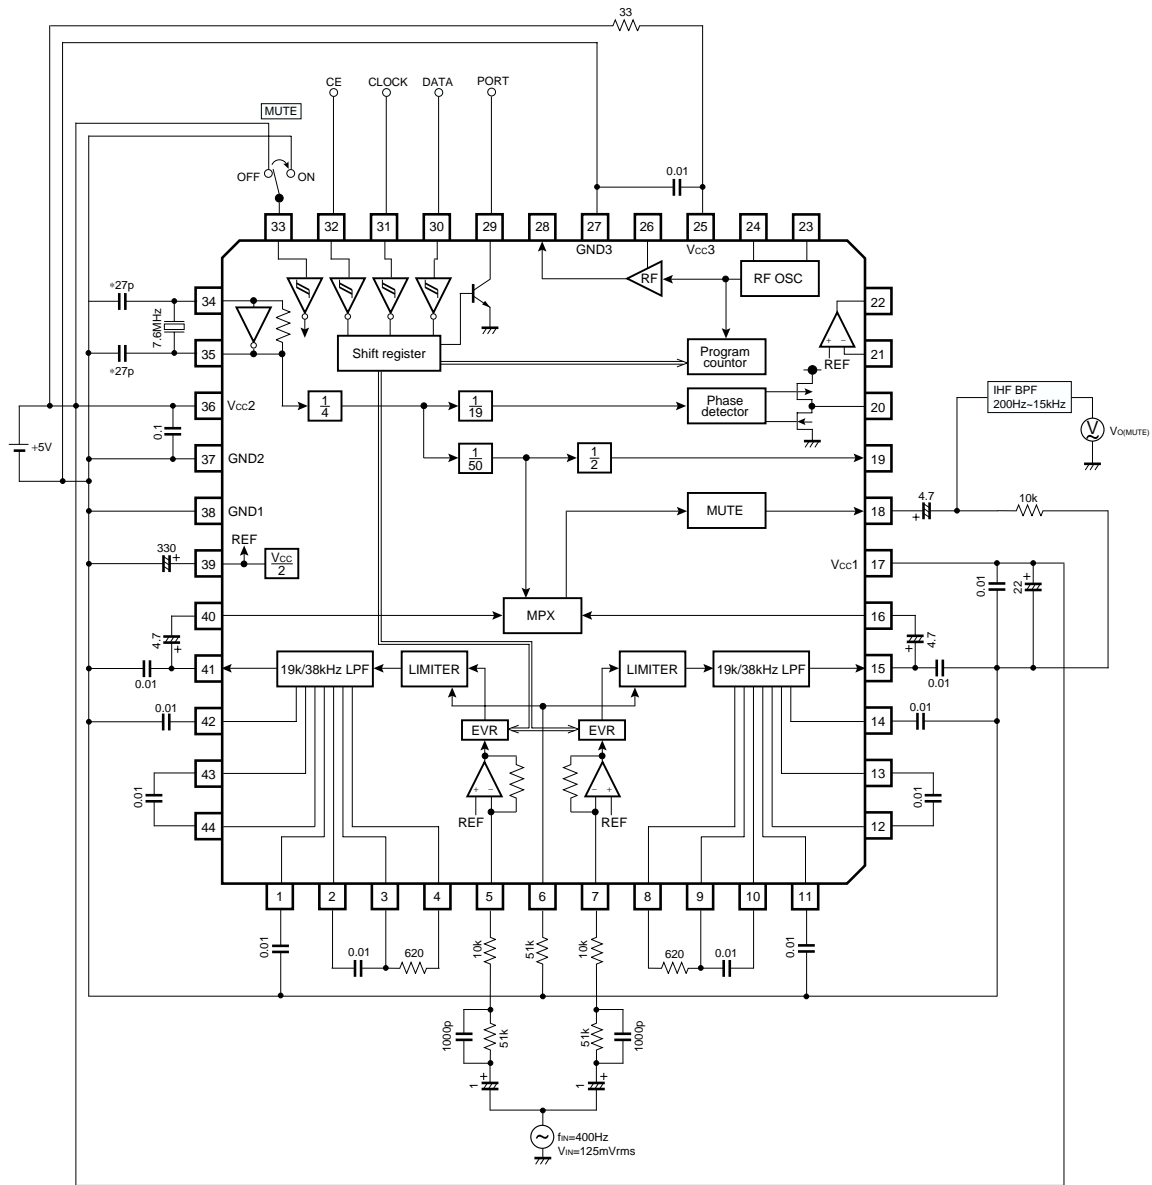 33
CE
CLOCK
DATA
PORT
MUTE
OFF
ON
0.01
33
32
31
30
29
28
27
26
25
24
23
GND3
Vcc3
*27p
34
7.6MHz
35
*27p
RF
RF OSC
22
21
+ −
REF
Shift register
Program
countor
36
Vcc2
0.1
+5V
37
GND2
1
4
1
19
Phase
detector
20
IHF BPF
200Hz~15kHz
V
VO(MUTE)
1
50
1
2
19
38
GND1
MUTE
18
4.7
+
10k
330
+
39
REF
Vcc
2
Vcc1
17
0.01
22
+
40
MPX
16
4.7
+
4.7
+
0.01
41
19k/38kHz LPF
LIMITER
LIMITER
19k/38kHz LPF
15
0.01
0.01
42
EVR
EVR
14
0.01
43
0.01
44
+ −
REF
− +
REF
13
0.01
12
1
2
3
4
5
6
7
8
9
10
11
0.01
0.01
620
10k
51k
10k
620
0.01
0.01
1000p
51k
51k
1000p
1
+
1
+
fIN=400Hz
VIN=125mVrms